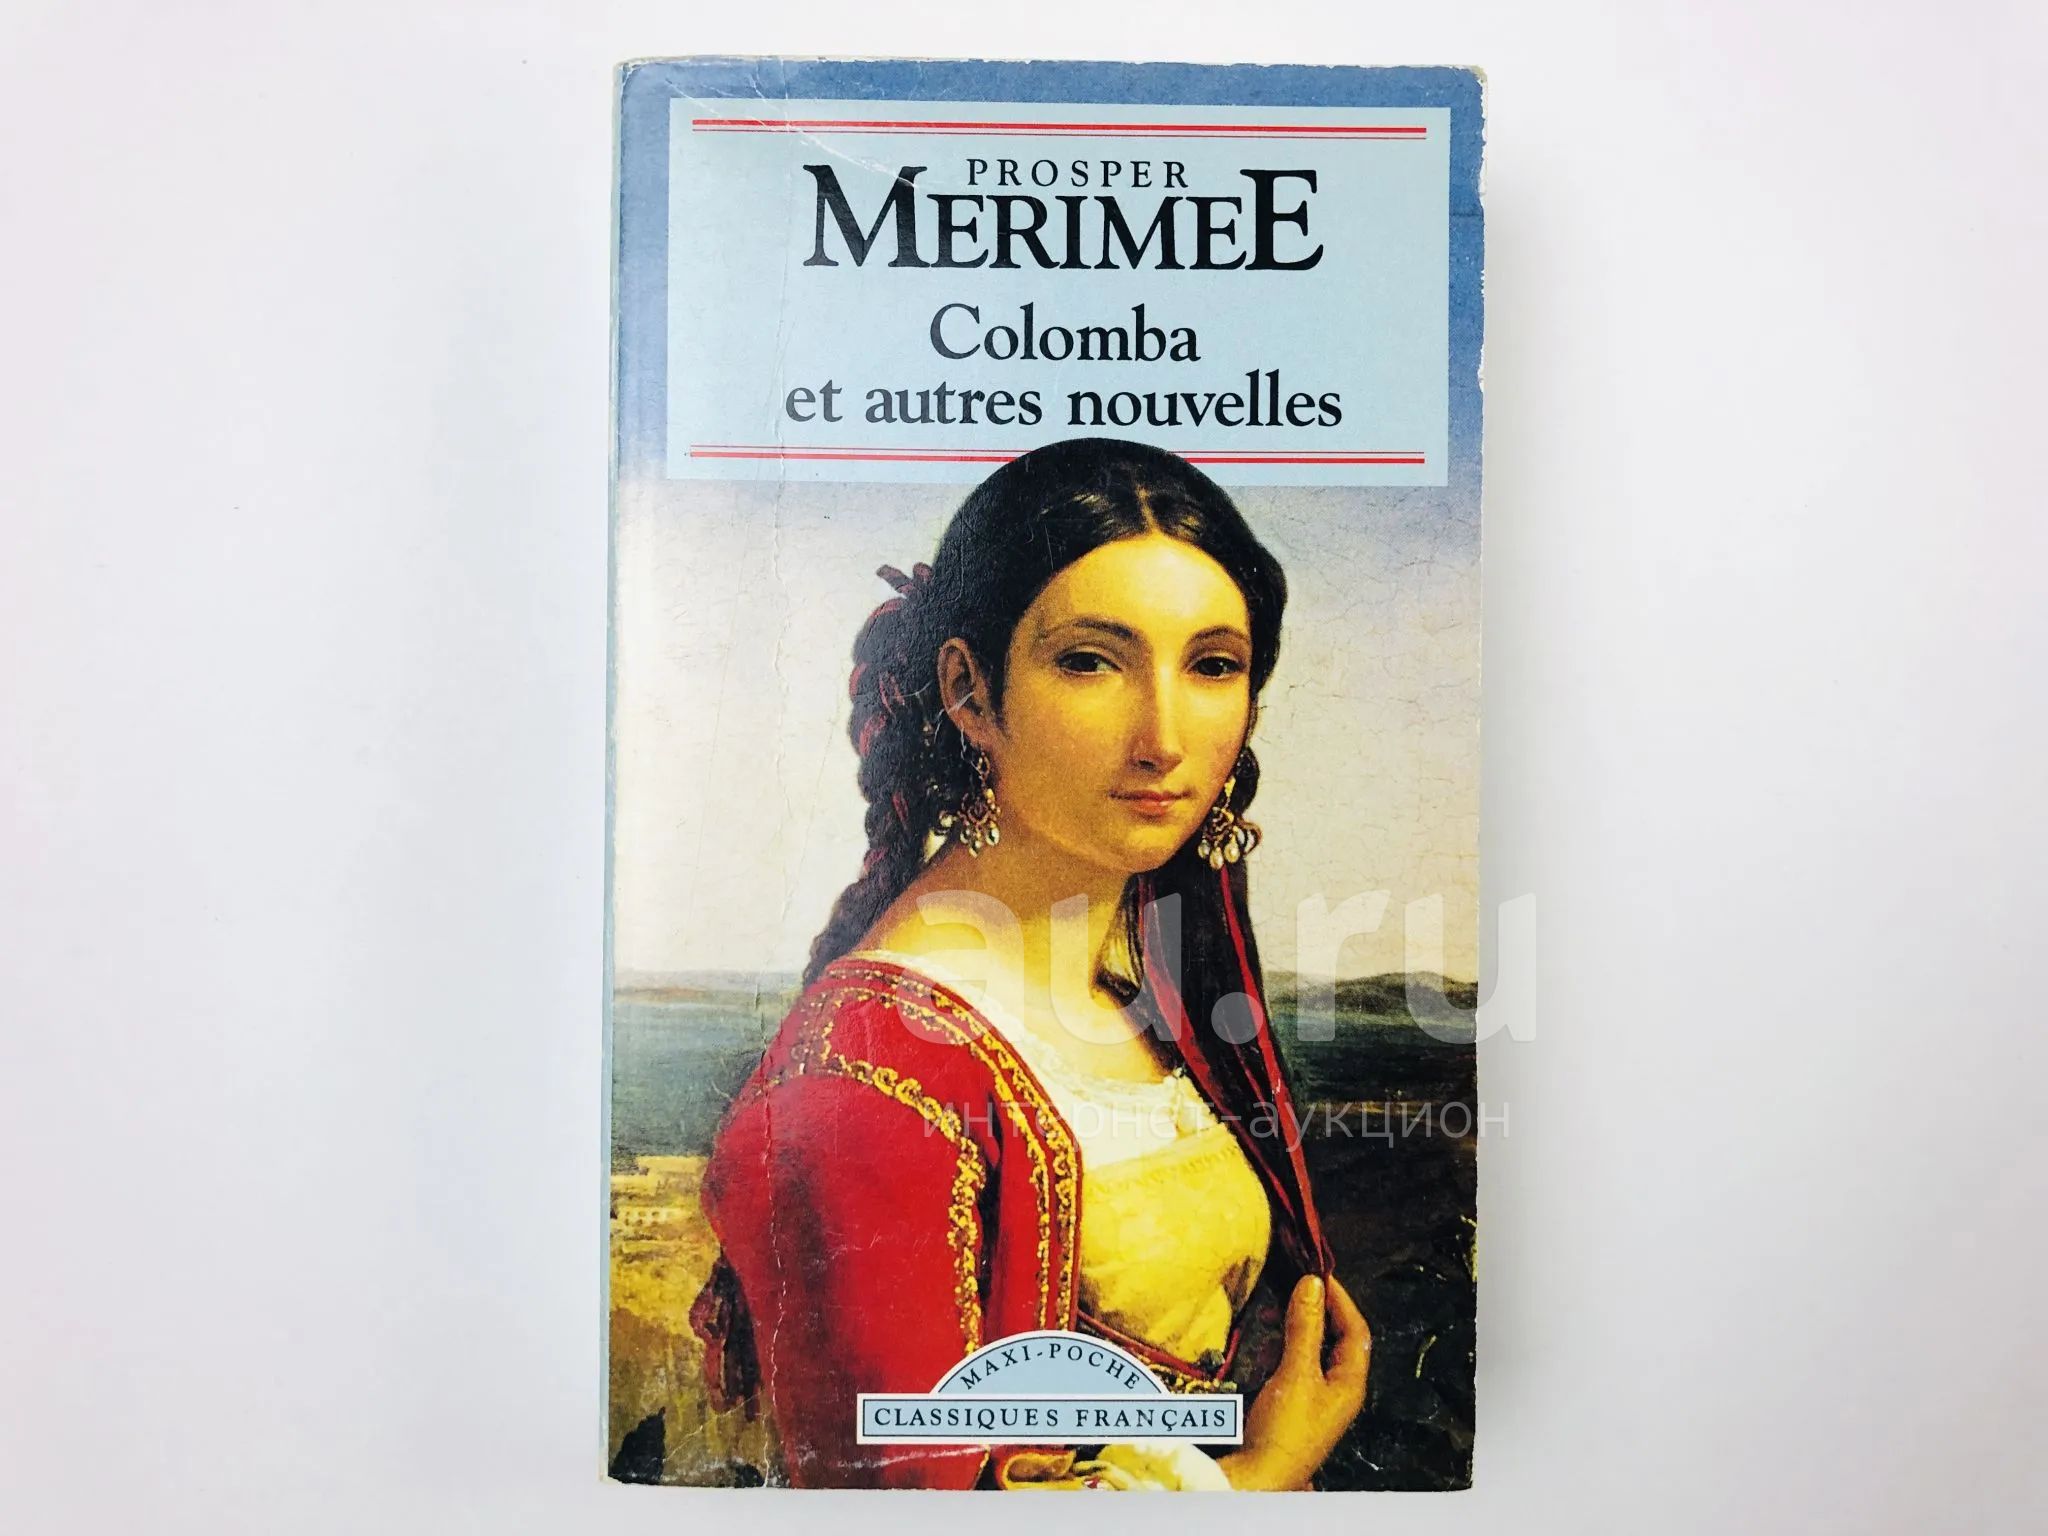 PROSPER
MERIMEE
Colomba
et autres nouvelles
au.ru
интернет-аукцион
MAXI-POCHE
CLASSIQUES FRANÇAIS